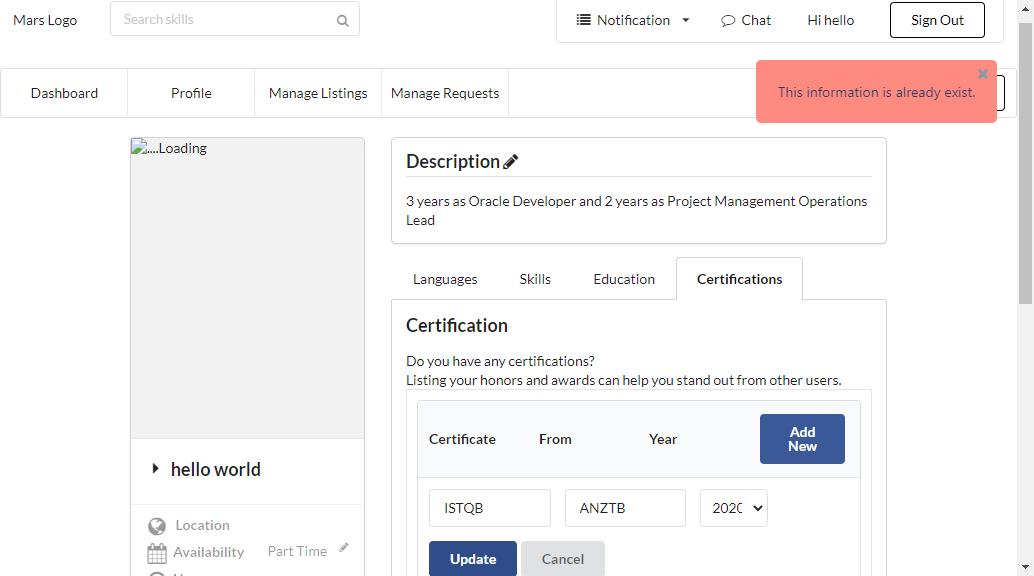 Mars Logo
Search skills
Notification
Chat
Hi hello
Sign Out
This information is already exist.
Dashboard
Profile
Manage Listings
Manage Requests
....Loading
Description
3 years as Oracle Developer and 2 years as Project Management Operations
Lead
Languages
Skills
Education
Certifications
Certification
Do you have any certifications?
Listing your honors and awards can help you stand out from other users.
Certificate
From
Year
Add
New
ISTQB
ANZTB
2020
Update
Cancel
hello world
Location
Availability
Part Time